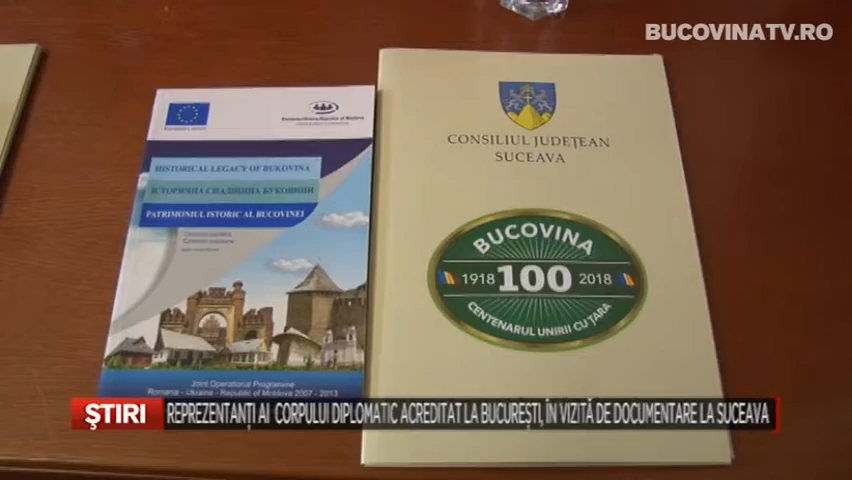 BUCOVINATV.RO
HISTORICAL LEGACY OF BUKOVINA
ІСТОРИЧНА СПАДЩИНА БУКОВИНИ
PATRIMONIUL ISTORIC AL BUCOVINEI
Joint Operational Programme
Romania - Ukraine - Republic of Moldova 2007 - 2013
CONSILIUL JUDEȚEAN
SUCEAVA
BUCOVINA
1918 100 2018
CENTENARUL UNIRII CU ȚARA
ȘTIRI
REPREZENTANȚI AI CORPULUI DIPLOMATIC ACREDITAT LA BUCUREȘTI, ÎN VIZITĂ DE DOCUMENTARE LA SUCEAVA